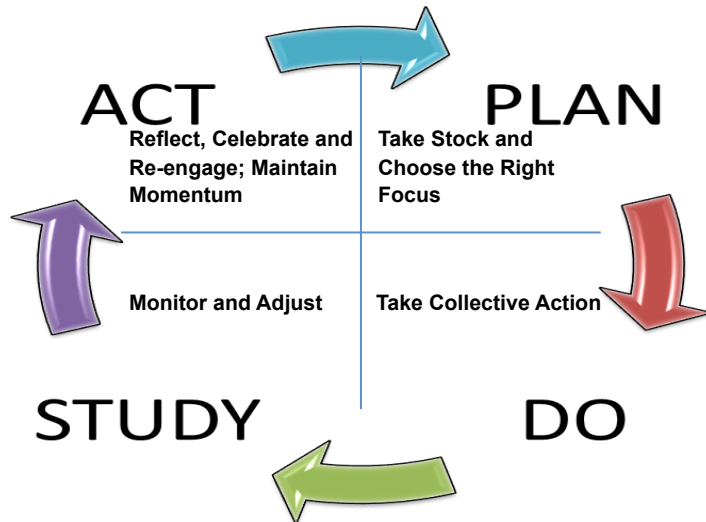 ACT
Reflect, Celebrate and
Re-engage; Maintain
Momentum
PLAN
Take Stock and
Choose the Right
Focus
Monitor and Adjust
STUDY
Take Collective Action
DO